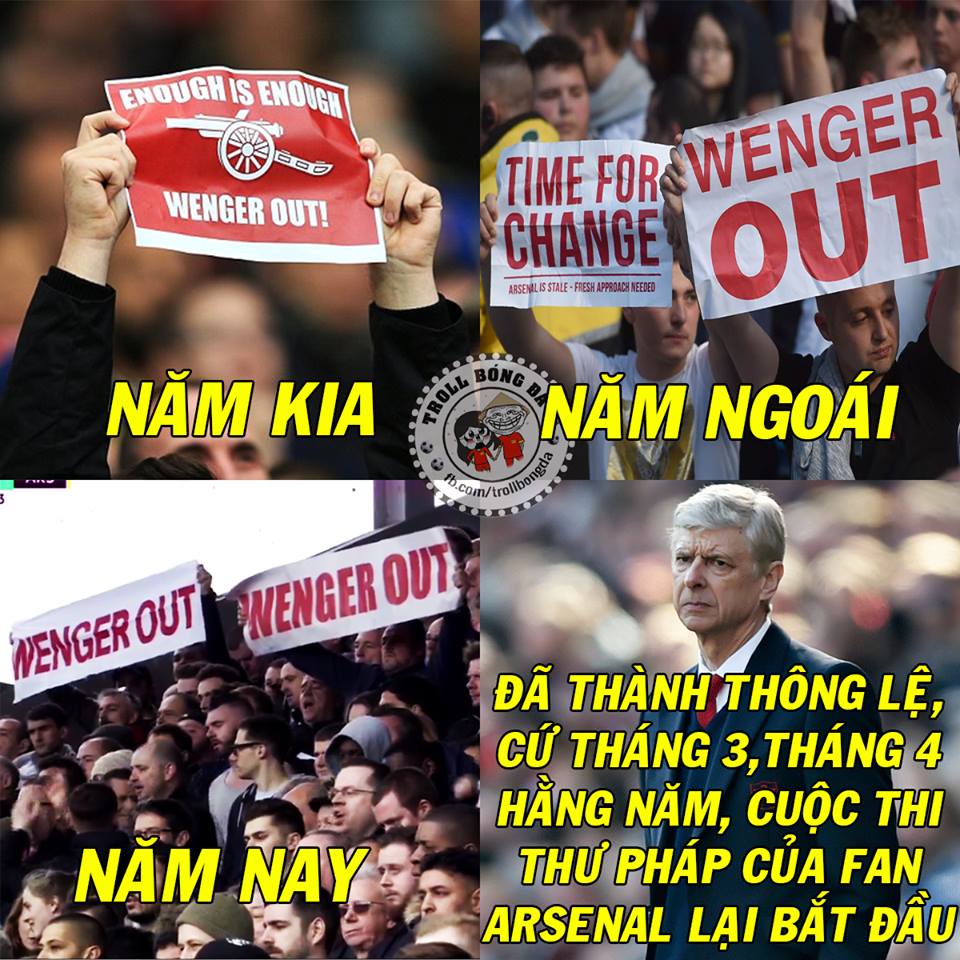 ENOUGH IS ENOUGH
WENGER OUT!
NĂM KIA
TIME FOR
CHANGE
ARSENAL IS STALE - FRESH APPROACH NEEDED
WENGER
OUT
NĂM NGOÁI
TROLL BÓNG ĐÁ
fb.com/trollbongda
WENGER OUT
WENGER OUT
NĂM NAY
ĐÃ THÀNH THÔNG LỆ,
CỨ THÁNG 3,THÁNG 4
HẰNG NĂM, CUỘC THI
THƯ PHÁP CỦA FAN
ARSENAL LẠI BẮT ĐẦU